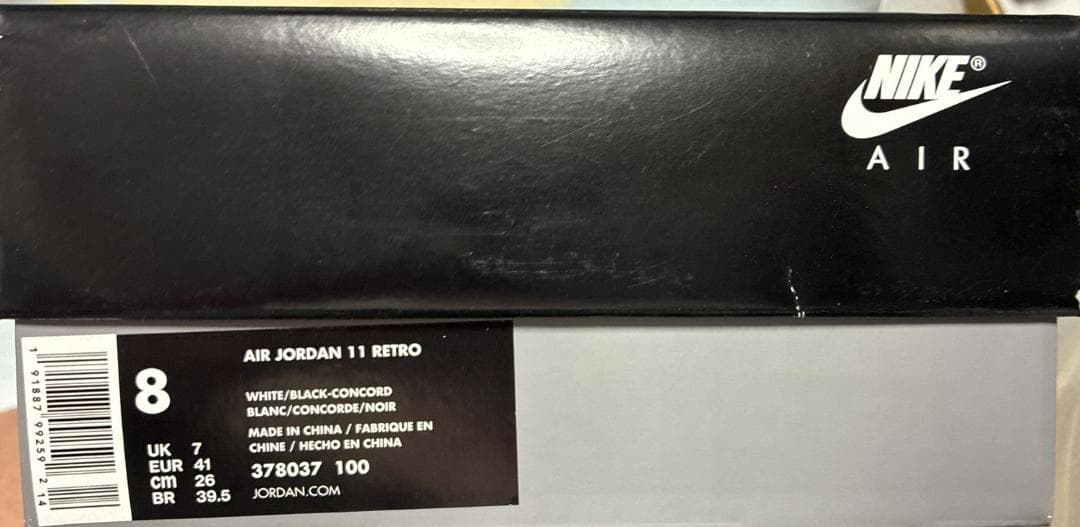 NIKE®
AIR
AIR JORDAN 11 RETRO
8
WHITE/BLACK-CONCORD
BLANC/CONCORDE/NOIR
MADE IN CHINA / FABRIQUE EN
CHINE / HECHO EN CHINA
378037 100
JORDAN.COM
UK 7
EUR 41
cm 26
BR 39.5
1 91887 99259 2 14